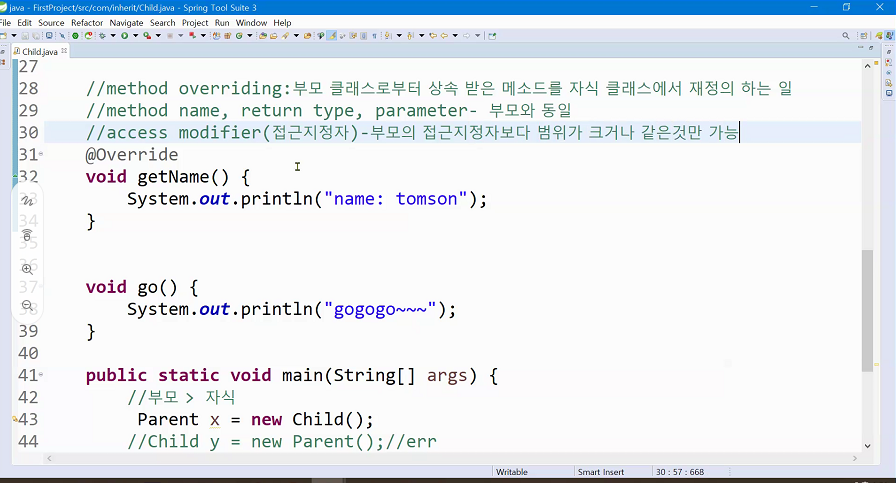 java - FirstProject/src/com/inherit/Child.java - Spring Tool Suite 3
File Edit Source Refactor Navigate Search Project Run Window Help
Child.java
27
28 //method overriding:부모 클래스로부터 상속 받은 메소드를 자식 클래스에서 재정의 하는 일
29 //method name, return type, parameter- 부모와 동일
30 //access modifier(접근지정자)-부모의 접근지정자보다 범위가 크거나 같은것만 가능
31 @Override
32 void getName() {
33 System.out.println("name: tomson");
34 }
35
36
37 void go() {
38 System.out.println("gogogo~~~");
39 }
40
41 public static void main(String[] args) {
42 //부모 > 자식
43 Parent x = new Child();
44 //Child y = new Parent();//err
Writable Smart Insert 30 : 57 : 668